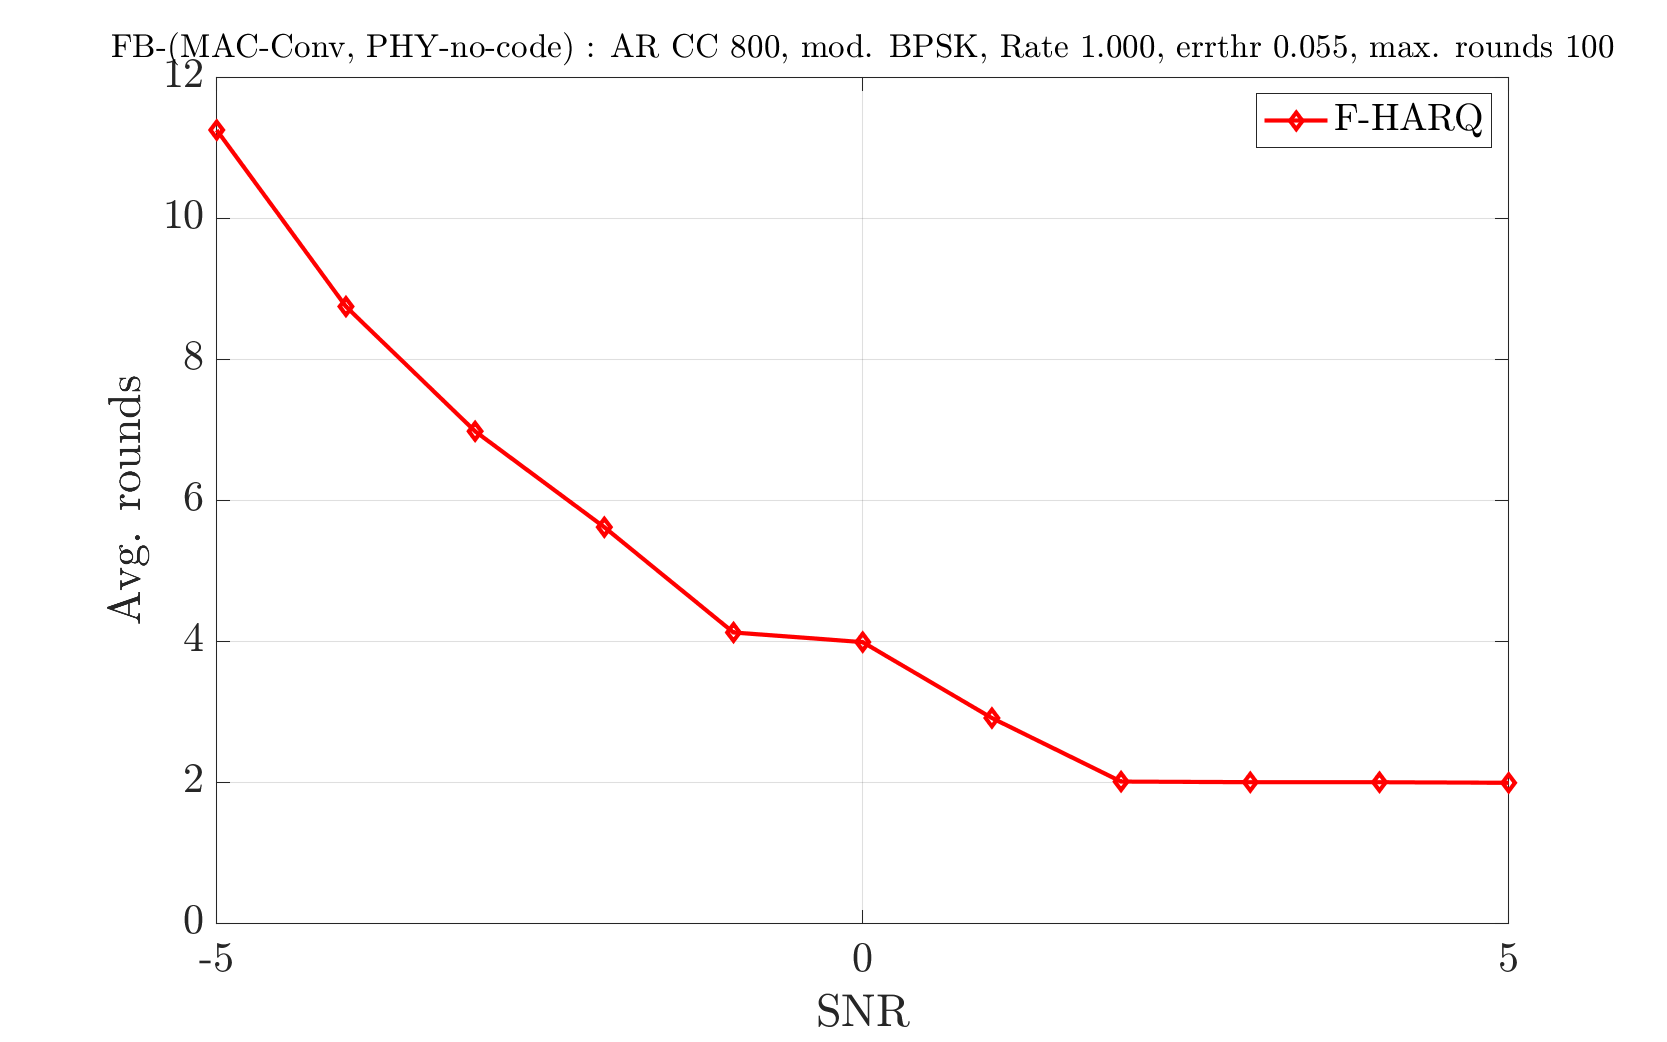 FB-(MAC-Conv, PHY-no-code) : AR CC 800, mod. BPSK, Rate 1.000, errthr 0.055, max. rounds 100
F-HARQ
12
10
8
6
4
2
0
Avg. rounds
-5 0 5
SNR